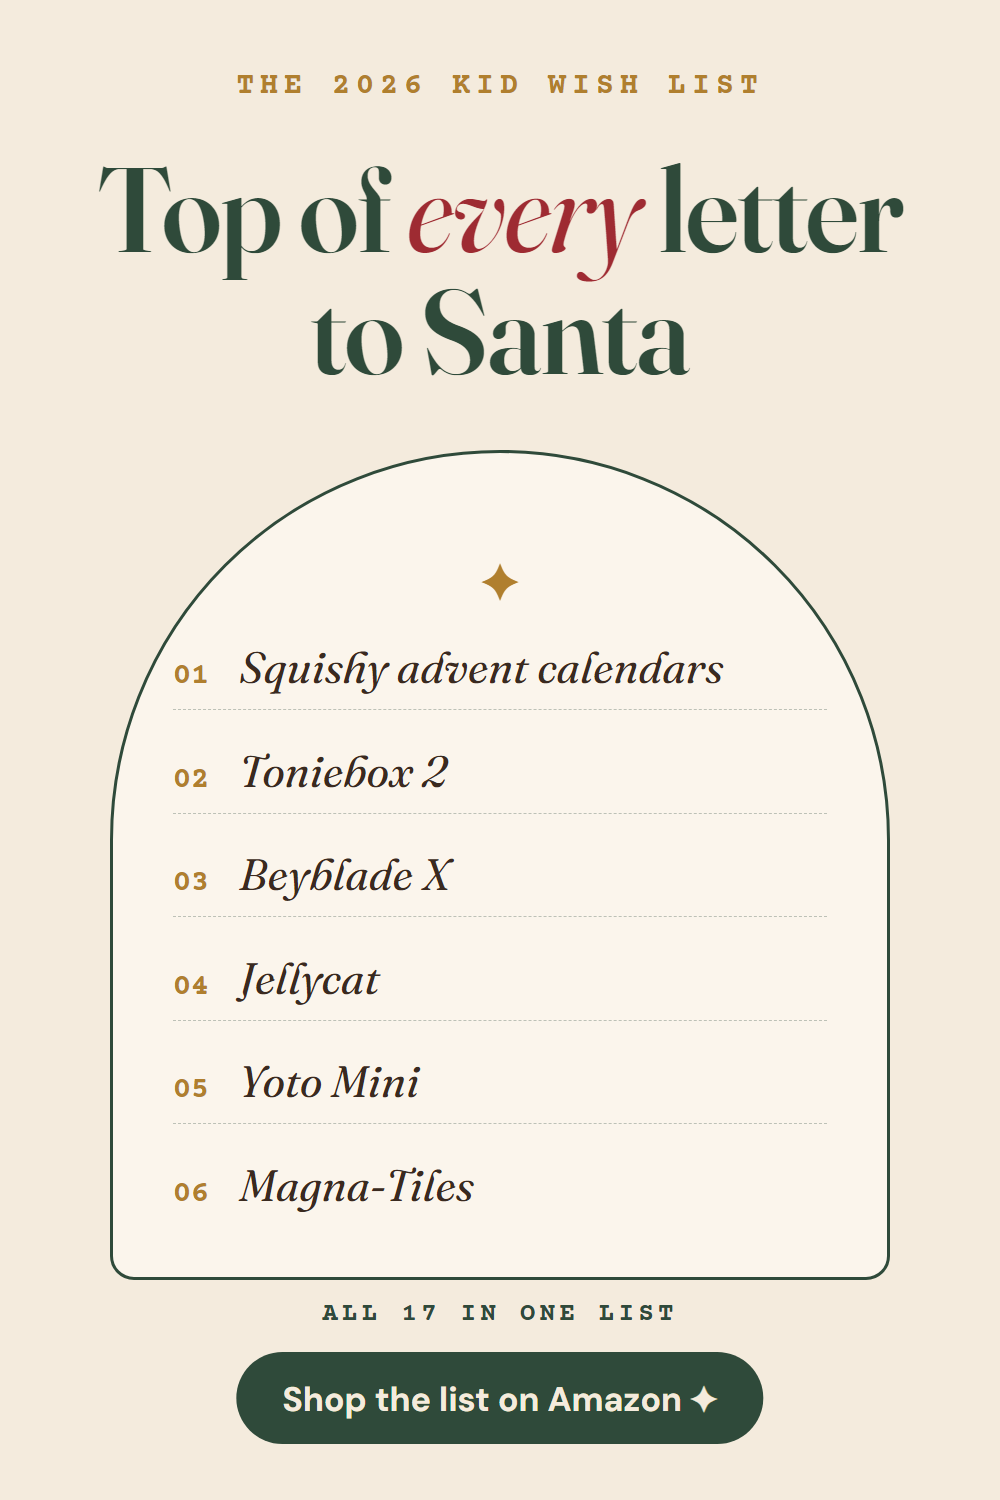 THE 2026 KID WISH LIST
Top of every letter
to Santa
01 Squishy advent calendars
02 Toniebox 2
03 Beyblade X
04 Jellycat
05 Yoto Mini
06 Magna-Tiles
ALL 17 IN ONE LIST
Shop the list on Amazon ✦